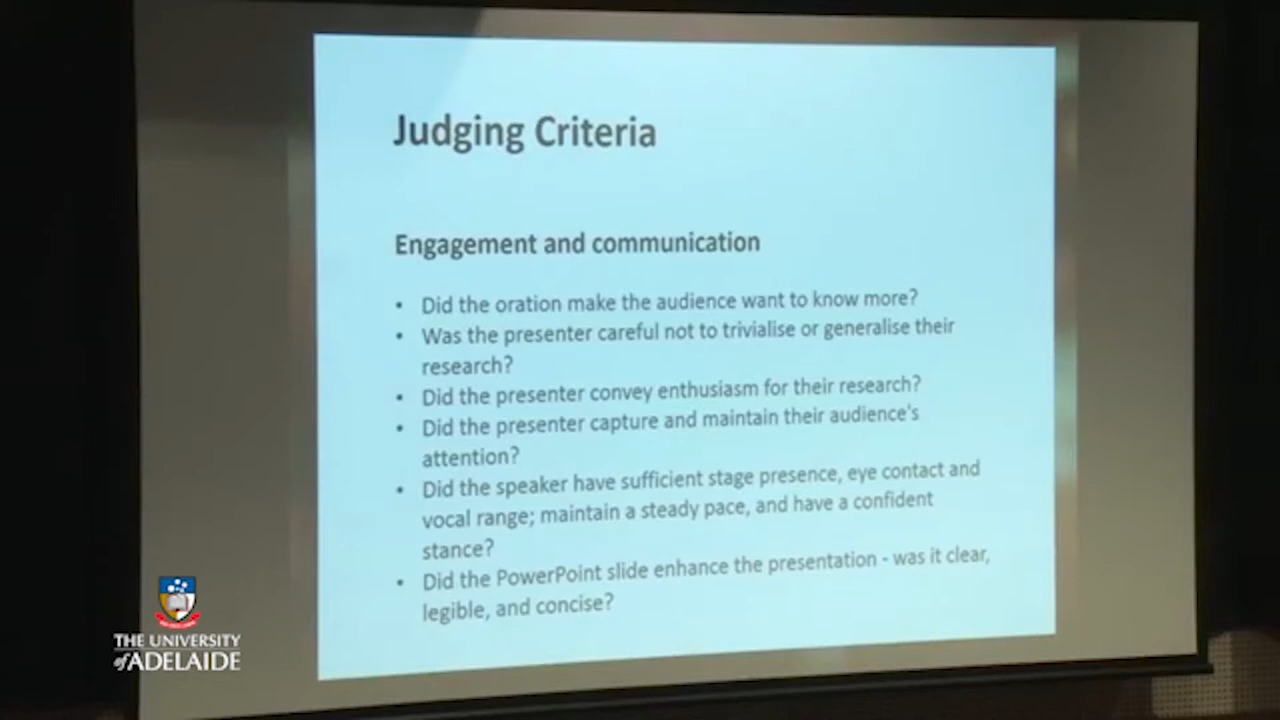 Judging Criteria
Engagement and communication
• Did the oration make the audience want to know more?
• Was the presenter careful not to trivialise or generalise their
research?
• Did the presenter convey enthusiasm for their research?
• Did the presenter capture and maintain their audience's
attention?
• Did the speaker have sufficient stage presence, eye contact and
vocal range; maintain a steady pace, and have a confident
stance?
• Did the PowerPoint slide enhance the presentation - was it clear,
legible, and concise?
THE UNIVERSITY
of ADELAIDE